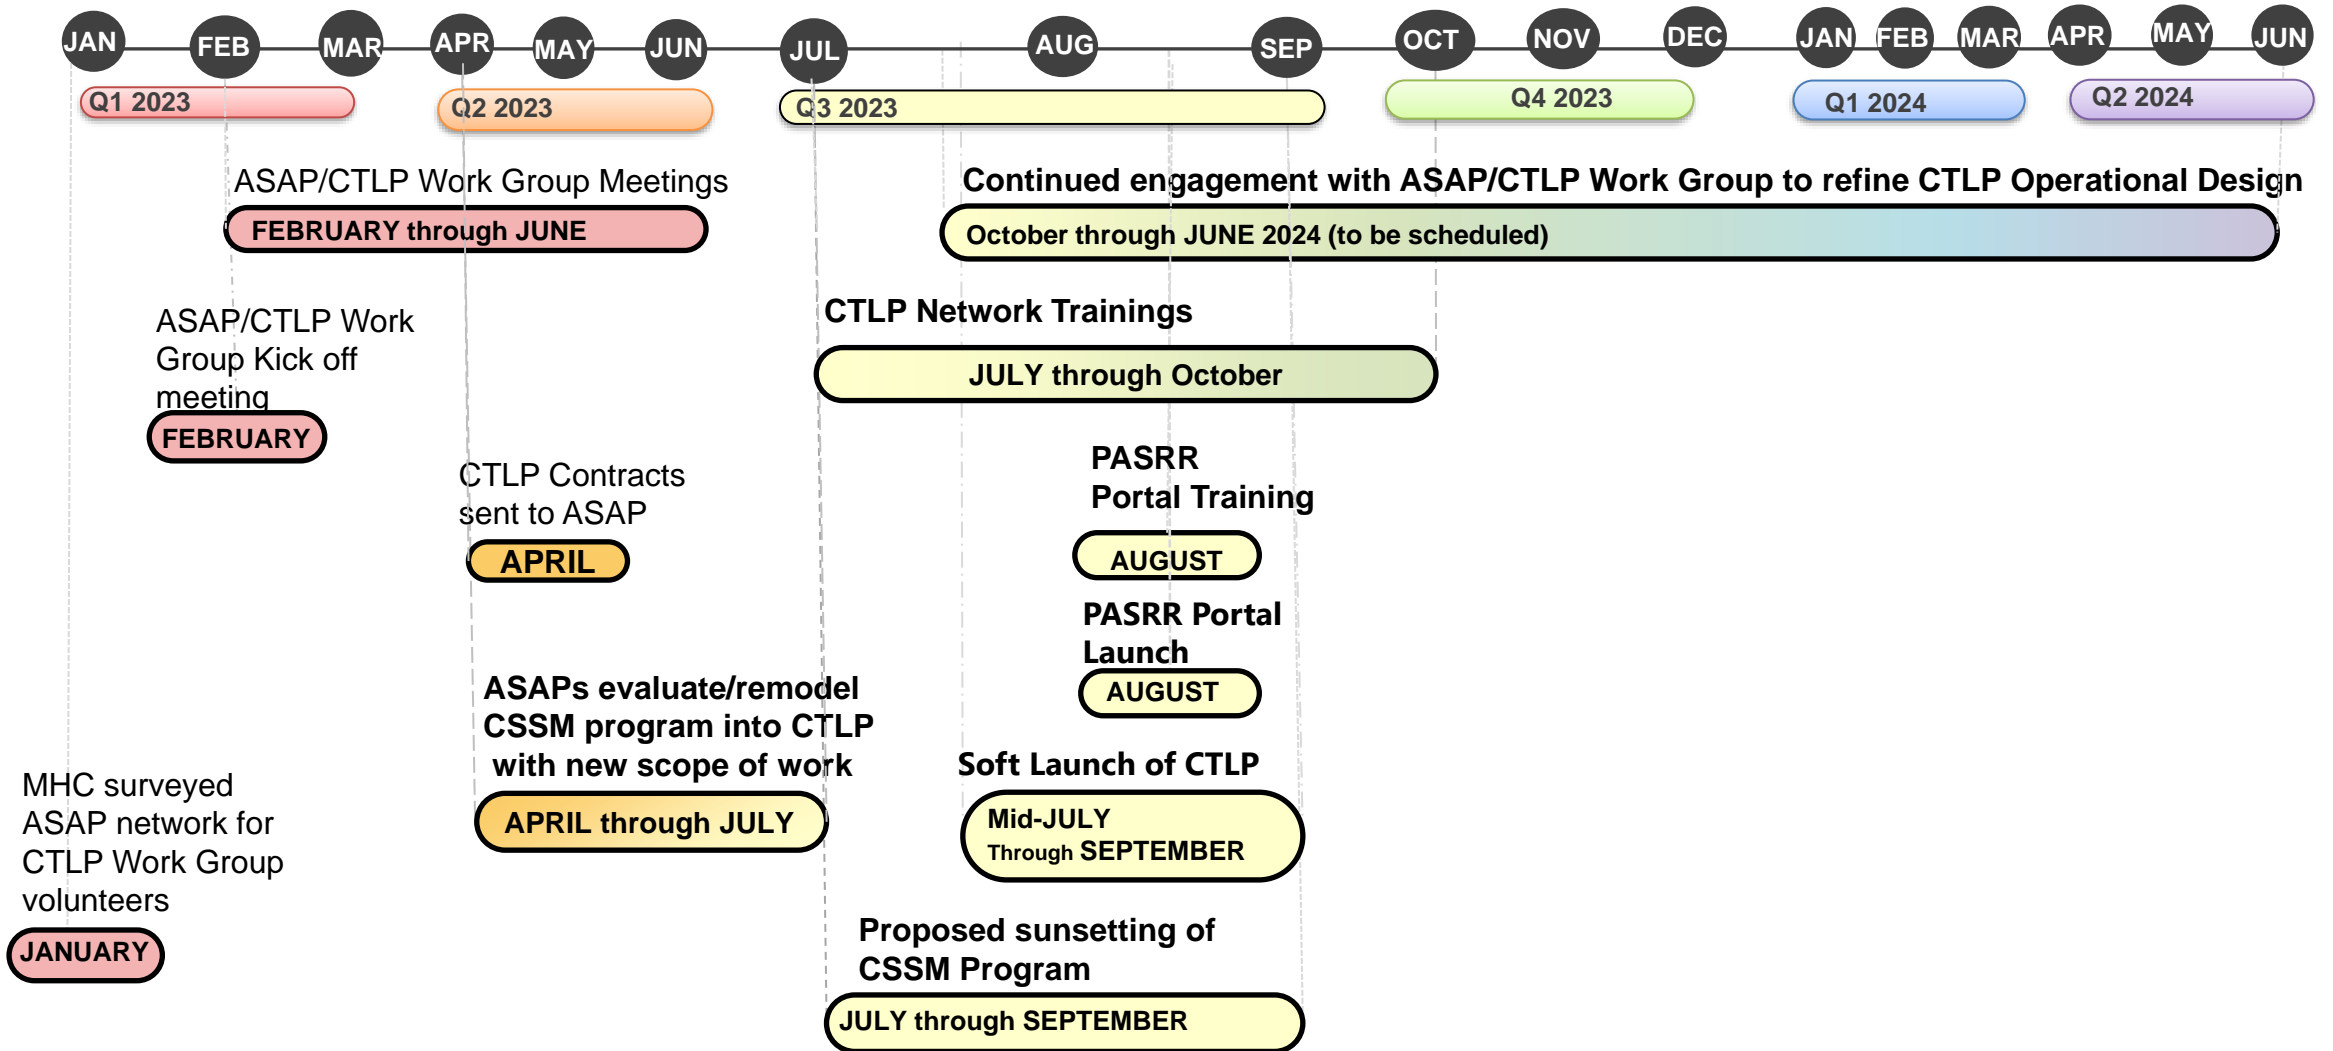 JAN
FEB
MAR
APR
MAY
JUN
JUL
AUG
SEP
OCT
NOV
DEC
JAN
FEB
MAR
APR
MAY
JUN
Q1 2023
Q2 2023
Q3 2023
Q4 2023
Q1 2024
Q2 2024
ASAP/CTLP Work Group Meetings
FEBRUARY through JUNE
Continued engagement with ASAP/CTLP Work Group to refine CTLP Operational Design
October through JUNE 2024 (to be scheduled)
ASAP/CTLP Work
Group Kick off
meeting
FEBRUARY
CTLP Network Trainings
JULY through October
CTLP Contracts
sent to ASAP
APRIL
PASRR
Portal Training
AUGUST
PASRR Portal
Launch
AUGUST
ASAPs evaluate/remodel
CSSM program into CTLP
with new scope of work
APRIL through JULY
Soft Launch of CTLP
Mid-JULY
Through SEPTEMBER
MHC surveyed
ASAP network for
CTLP Work Group
volunteers
JANUARY
Proposed sunsetting of
CSSM Program
JULY through SEPTEMBER